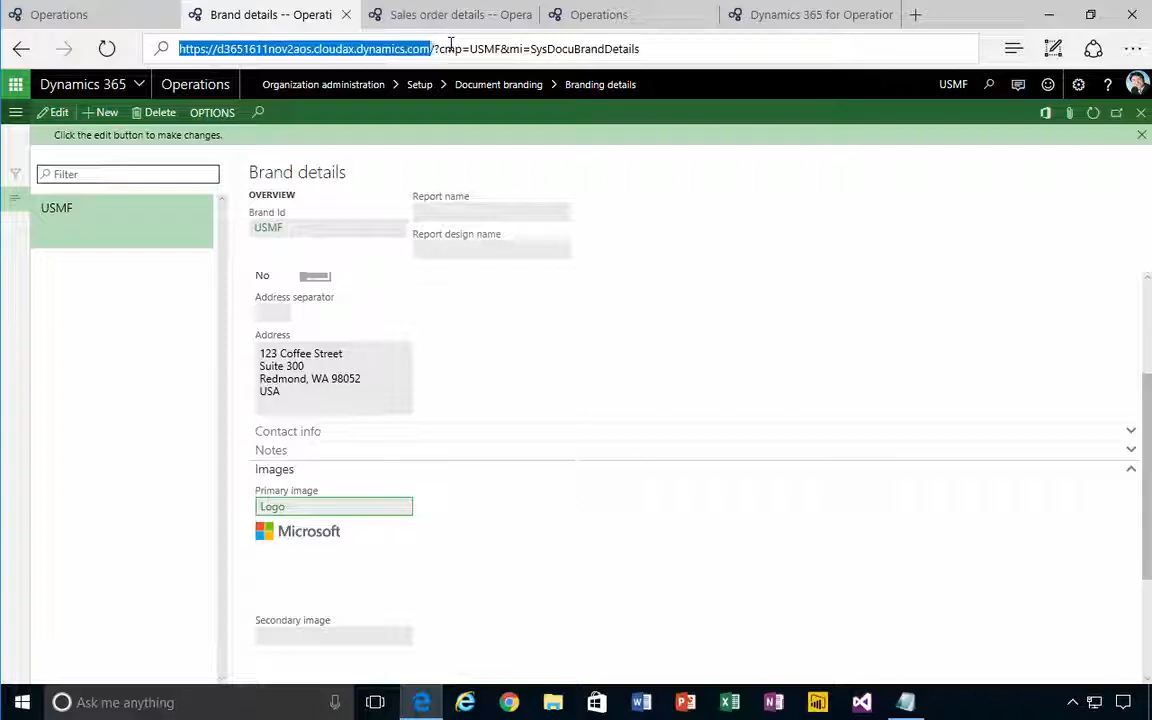 Operations
Brand details -- Operati
Sales order details -- Opera
Operations
Dynamics 365 for Operation
https://d3651611nov2aos.cloudax.dynamics.com/?cmp=USMF&mi=SysDocuBrandDetails
Dynamics 365
Operations
Organization administration > Setup > Document branding > Branding details
USMF
Edit
New
Delete
OPTIONS
Click the edit button to make changes.
Filter
USMF
Brand details
OVERVIEW
Brand Id
USMF
Report name
Report design name
No
Address separator
Address
123 Coffee Street
Suite 300
Redmond, WA 98052
USA
Contact info
Notes
Images
Primary image
Logo
Microsoft
Secondary image
Ask me anything